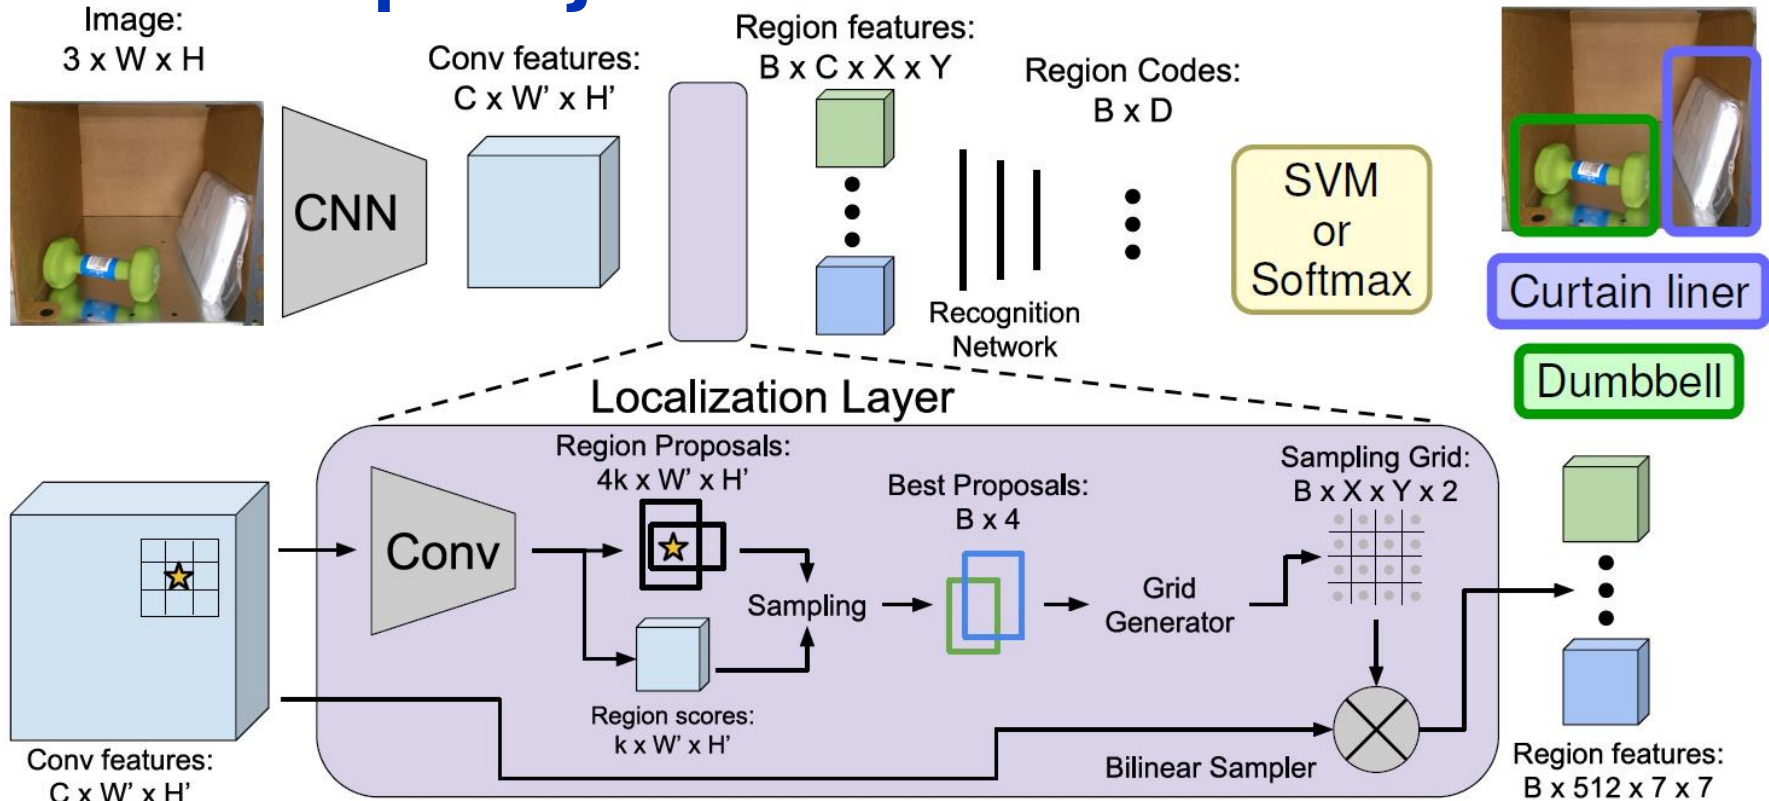 Image:
3 x W x H
Conv features:
C x W' x H'
Region features:
B x C x X x Y
Region Codes:
B x D
CNN
SVM
or
Softmax
Recognition
Network
Curtain liner
Dumbbell
Localization Layer
Region Proposals:
4k x W' x H'
Best Proposals:
B x 4
Sampling Grid:
B x X x Y x 2
Conv
Sampling
Grid
Generator
Region scores:
k x W' x H'
Bilinear Sampler
Conv features:
C x W' x H'
Region features:
B x 512 x 7 x 7